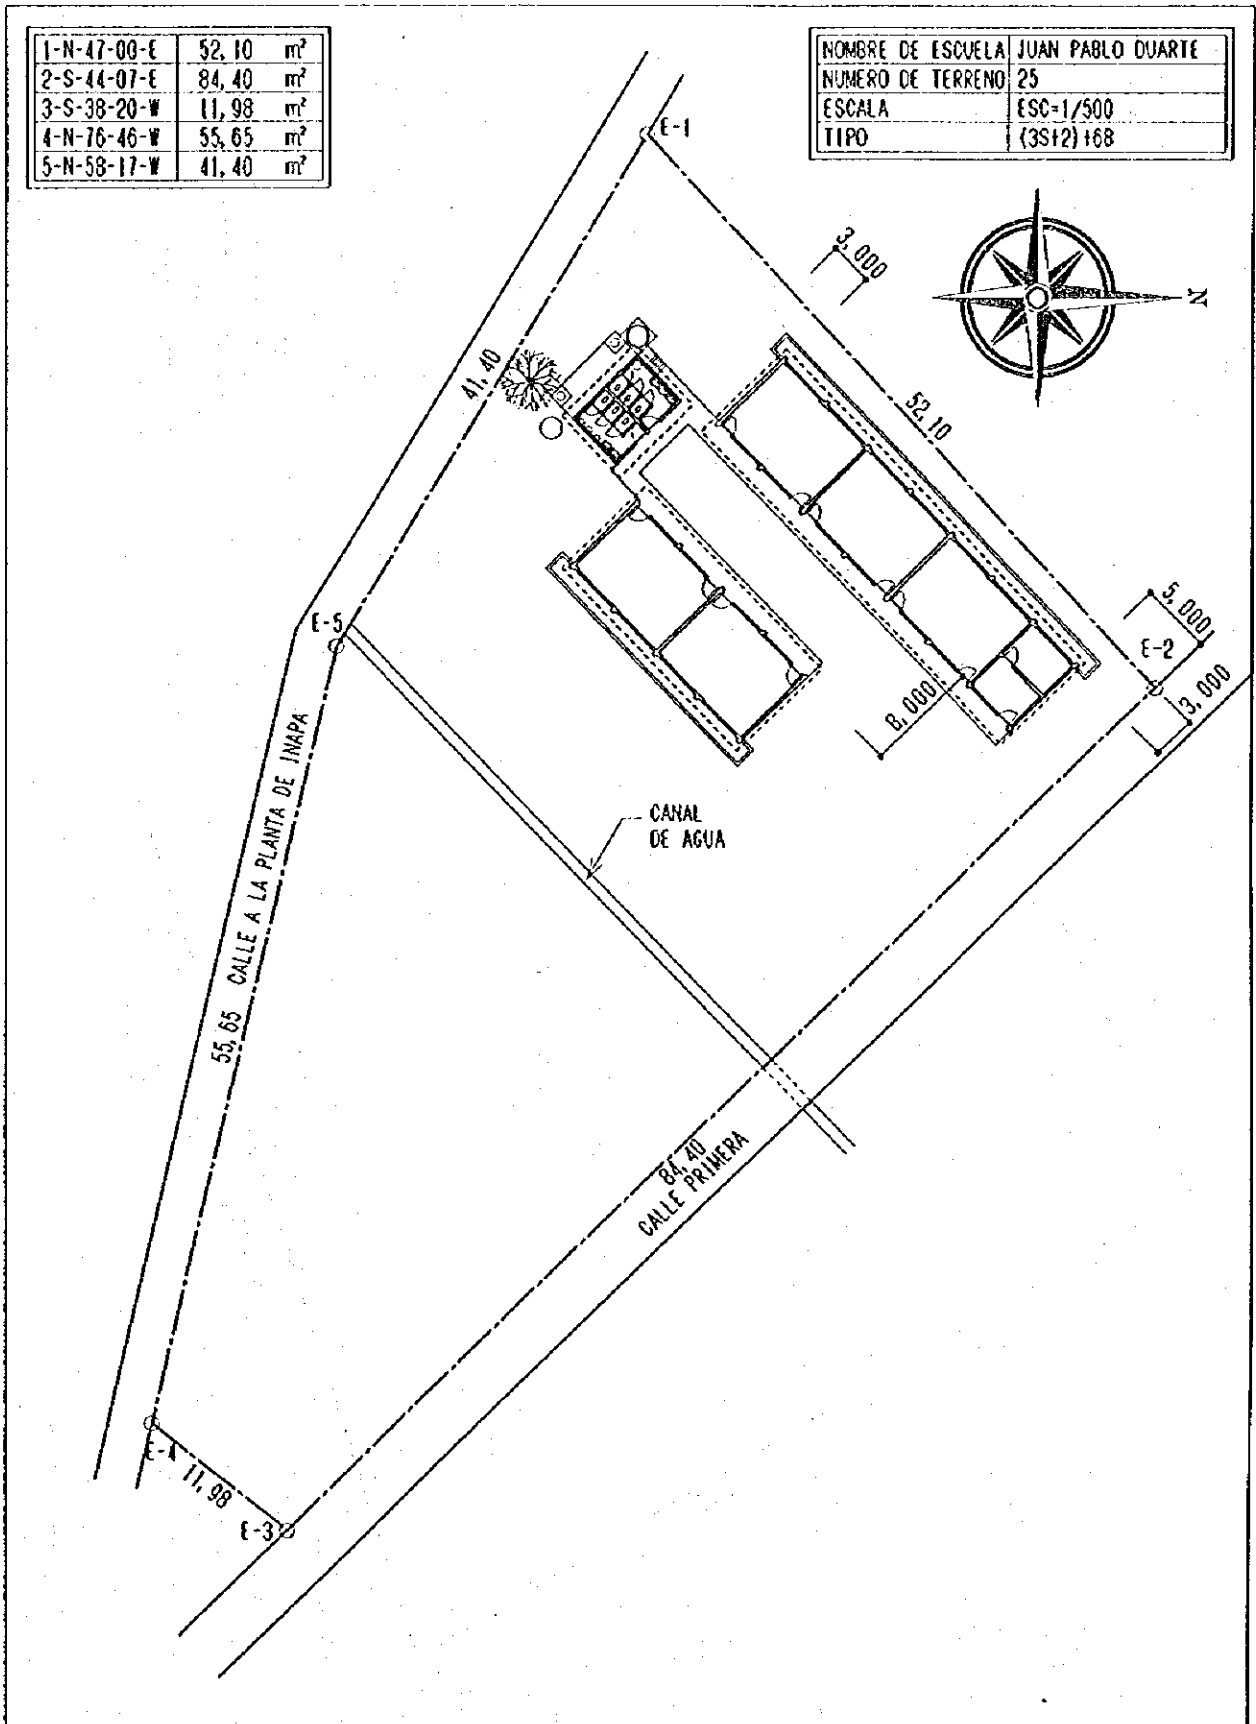 1-N-47-00-E 52,10 m²
2-S-44-07-E 84,40 m²
3-S-38-20-W 11,98 m²
4-N-76-46-W 55,65 m²
5-N-58-17-W 41,40 m²
NOMBRE DE ESCUELA JUAN PABLO DUARTE
NUMERO DE TERRENO 25
ESCALA ESC=1/500
TIPO (3S+2)+68
E-1
3,000
N
41,40
52,10
5,000
E-2
3,000
8,000
E-5
CANAL
DE AGUA
55,65 CALLE A LA PLANTA DE INAPA
84,40
CALLE PRIMERA
E-4
11,98
E-3